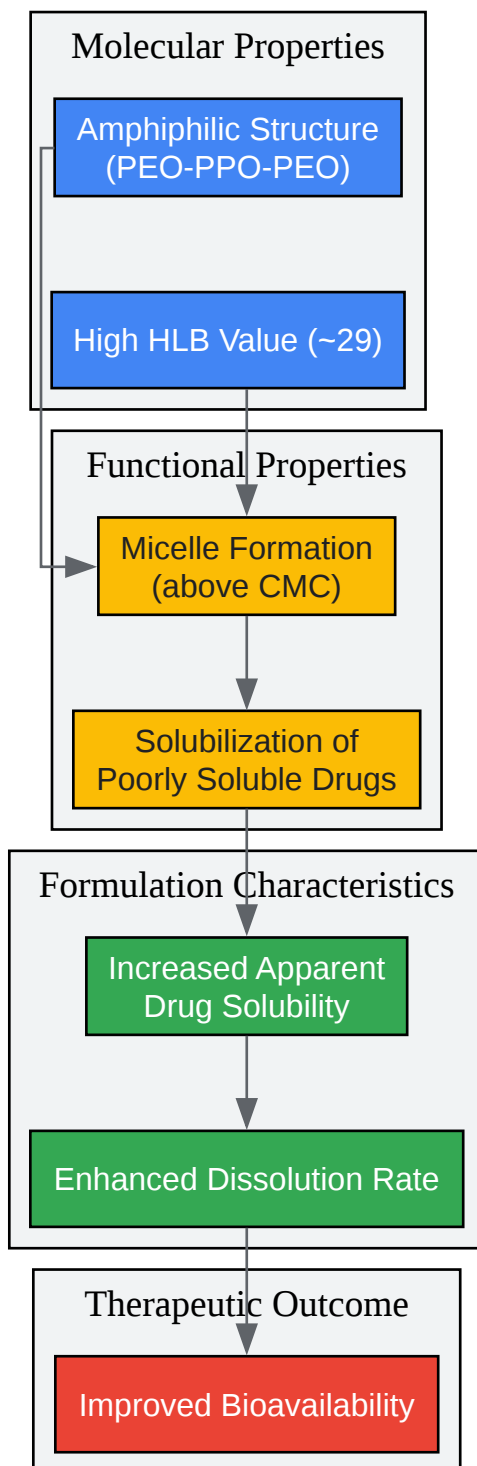 Molecular Properties
Amphiphilic Structure
(PEO-PPO-PEO)
High HLB Value (~29)
Functional Properties
Micelle Formation
(above CMC)
Solubilization of
Poorly Soluble Drugs
Formulation Characteristics
Increased Apparent
Drug Solubility
Enhanced Dissolution Rate
Therapeutic Outcome
Improved Bioavailability